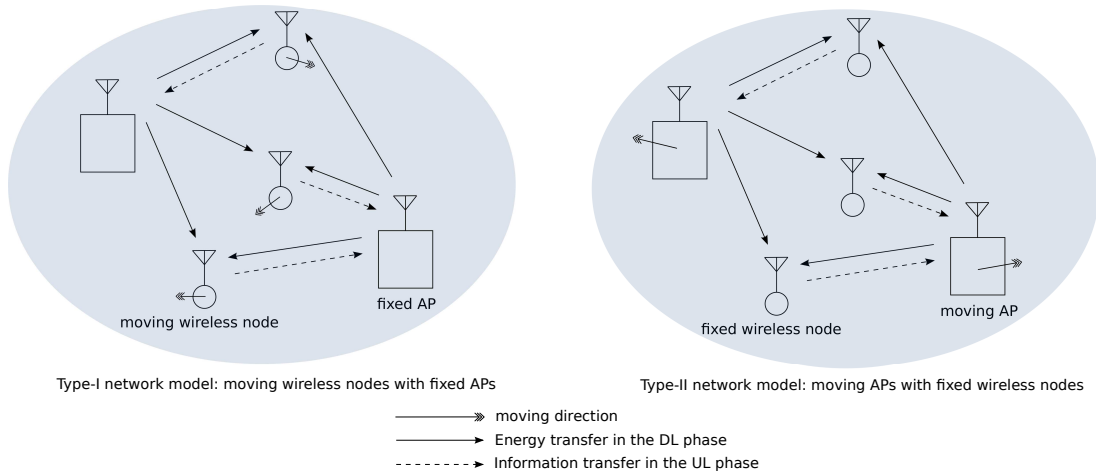 fixed AP
moving wireless node
Type-I network model: moving wireless nodes with fixed APs
fixed wireless node
moving AP
Type-II network model: moving APs with fixed wireless nodes
moving direction
Energy transfer in the DL phase
Information transfer in the UL phase